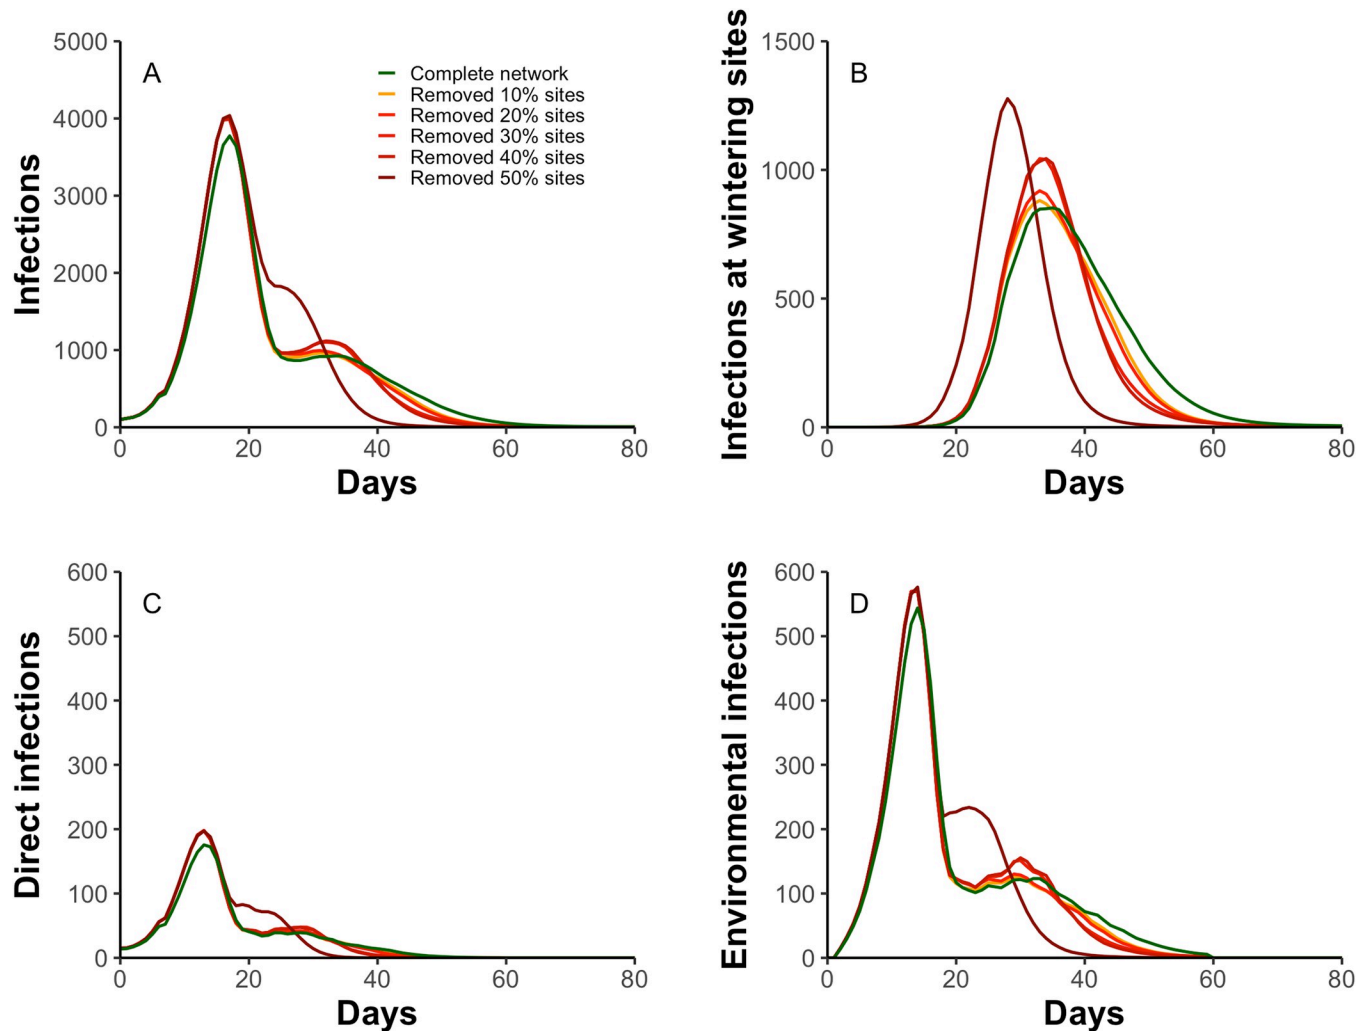 A
Infections
5000
4000
3000
2000
1000
0
0 20 40 60 80
Days
Complete network
Removed 10% sites
Removed 20% sites
Removed 30% sites
Removed 40% sites
Removed 50% sites
B
Infections at wintering sites
1500
1000
500
0
0 20 40 60 80
Days
C
Direct infections
600
500
400
300
200
100
0
0 20 40 60 80
Days
D
Environmental infections
600
500
400
300
200
100
0
0 20 40 60 80
Days